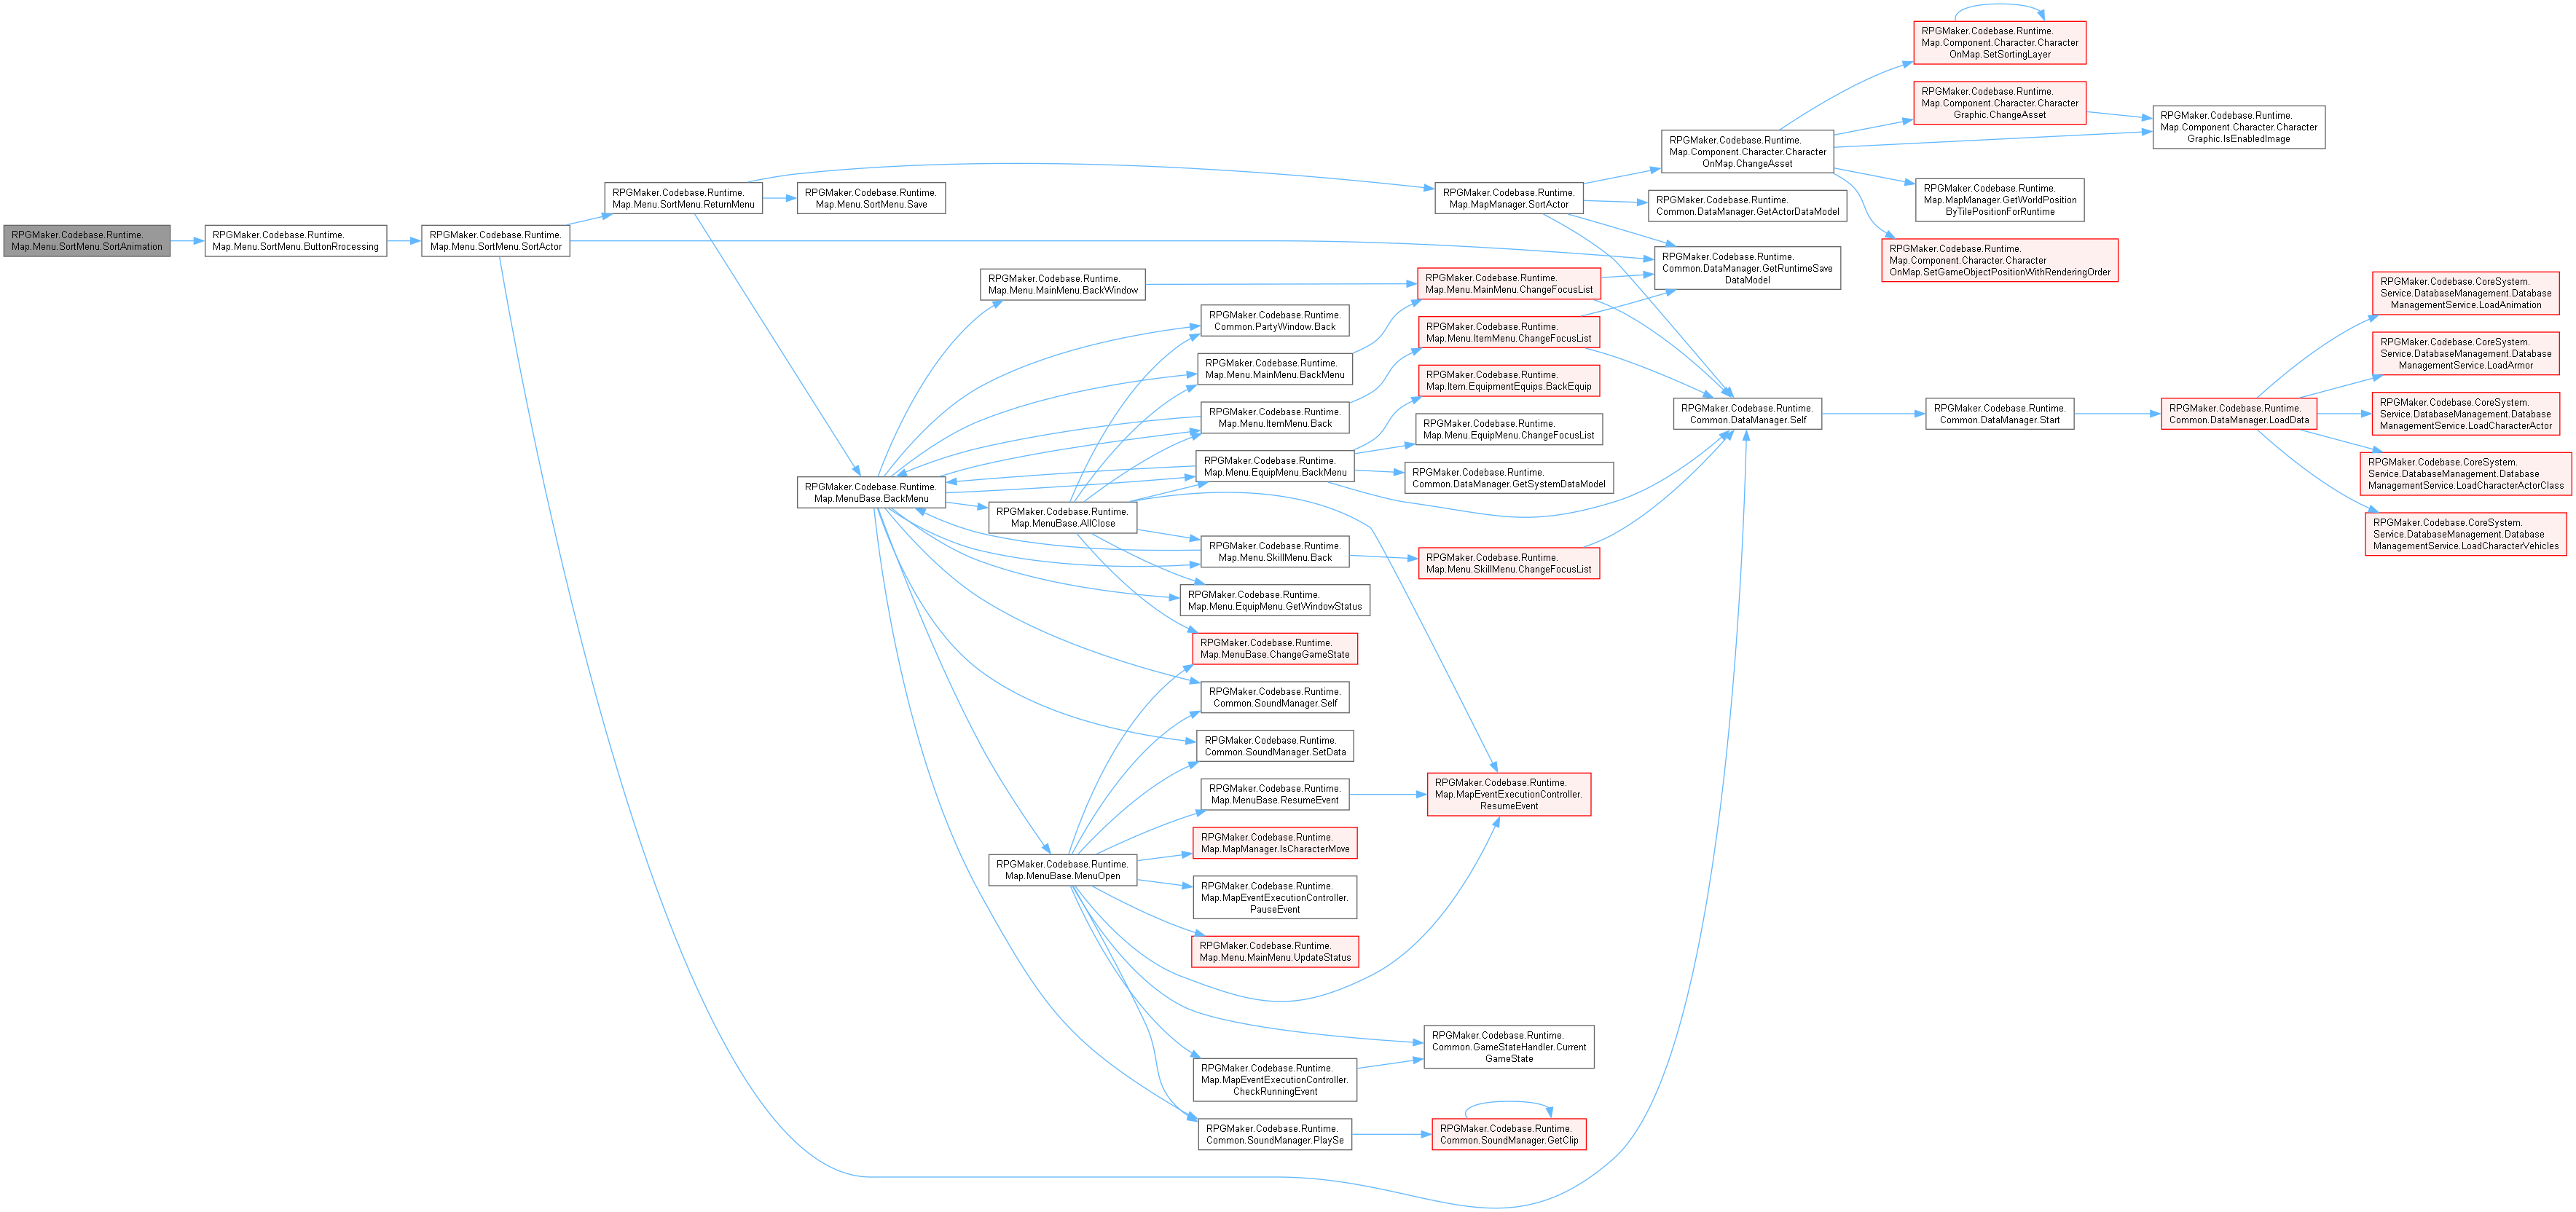 RPGMaker.Codebase.Runtime.
Map.Menu.SortMenu.SortAnimation
RPGMaker.Codebase.Runtime.
Map.Menu.SortMenu.ButtonRrocessing
RPGMaker.Codebase.Runtime.
Map.Menu.SortMenu.SortActor
RPGMaker.Codebase.Runtime.
Map.Menu.SortMenu.ReturnMenu
RPGMaker.Codebase.Runtime.
Map.Menu.SortMenu.Save
RPGMaker.Codebase.Runtime.
Map.MenuBase.BackMenu
RPGMaker.Codebase.Runtime.
Map.Menu.MainMenu.BackWindow
RPGMaker.Codebase.Runtime.
Map.MenuBase.AllClose
RPGMaker.Codebase.Runtime.
Map.MenuBase.MenuOpen
RPGMaker.Codebase.Runtime.
Common.PartyWindow.Back
RPGMaker.Codebase.Runtime.
Map.Menu.MainMenu.BackMenu
RPGMaker.Codebase.Runtime.
Map.Menu.ItemMenu.Back
RPGMaker.Codebase.Runtime.
Map.Menu.EquipMenu.BackMenu
RPGMaker.Codebase.Runtime.
Map.Menu.SkillMenu.Back
RPGMaker.Codebase.Runtime.
Map.Menu.EquipMenu.GetWindowStatus
RPGMaker.Codebase.Runtime.
Map.MenuBase.ChangeGameState
RPGMaker.Codebase.Runtime.
Common.SoundManager.Self
RPGMaker.Codebase.Runtime.
Common.SoundManager.SetData
RPGMaker.Codebase.Runtime.
Map.MenuBase.ResumeEvent
RPGMaker.Codebase.Runtime.
Map.MapManager.IsCharacterMove
RPGMaker.Codebase.Runtime.
Map.MapEventExecutionController.
PauseEvent
RPGMaker.Codebase.Runtime.
Map.Menu.MainMenu.UpdateStatus
RPGMaker.Codebase.Runtime.
Map.MapEventExecutionController.
CheckRunningEvent
RPGMaker.Codebase.Runtime.
Common.SoundManager.PlaySe
RPGMaker.Codebase.Runtime.
Map.MapManager.SortActor
RPGMaker.Codebase.Runtime.
Map.Menu.MainMenu.ChangeFocusList
RPGMaker.Codebase.Runtime.
Map.Menu.ItemMenu.ChangeFocusList
RPGMaker.Codebase.Runtime.
Map.Item.EquipmentEquips.BackEquip
RPGMaker.Codebase.Runtime.
Map.Menu.EquipMenu.ChangeFocusList
RPGMaker.Codebase.Runtime.
Common.DataManager.GetSystemDataModel
RPGMaker.Codebase.Runtime.
Map.Menu.SkillMenu.ChangeFocusList
RPGMaker.Codebase.Runtime.
Map.MapEventExecutionController.
ResumeEvent
RPGMaker.Codebase.Runtime.
Common.GameStateHandler.Current
GameState
RPGMaker.Codebase.Runtime.
Common.SoundManager.GetClip
RPGMaker.Codebase.Runtime.
Map.Component.Character.Character
OnMap.ChangeAsset
RPGMaker.Codebase.Runtime.
Common.DataManager.GetActorDataModel
RPGMaker.Codebase.Runtime.
Common.DataManager.GetRuntimeSave
DataModel
RPGMaker.Codebase.Runtime.
Common.DataManager.Self
RPGMaker.Codebase.Runtime.
Map.Component.Character.Character
OnMap.SetSortingLayer
RPGMaker.Codebase.Runtime.
Map.Component.Character.Character
Graphic.ChangeAsset
RPGMaker.Codebase.Runtime.
Map.MapManager.GetWorldPosition
ByTilePositionForRuntime
RPGMaker.Codebase.Runtime.
Map.Component.Character.Character
OnMap.SetGameObjectPositionWithRenderingOrder
RPGMaker.Codebase.Runtime.
Common.DataManager.Start
RPGMaker.Codebase.Runtime.
Map.Component.Character.Character
Graphic.IsEnabledImage
RPGMaker.Codebase.Runtime.
Common.DataManager.LoadData
RPGMaker.Codebase.CoreSystem.
Service.DatabaseManagement.Database
ManagementService.LoadAnimation
RPGMaker.Codebase.CoreSystem.
Service.DatabaseManagement.Database
ManagementService.LoadArmor
RPGMaker.Codebase.CoreSystem.
Service.DatabaseManagement.Database
ManagementService.LoadCharacterActor
RPGMaker.Codebase.CoreSystem.
Service.DatabaseManagement.Database
ManagementService.LoadCharacterActorClass
RPGMaker.Codebase.CoreSystem.
Service.DatabaseManagement.Database
ManagementService.LoadCharacterVehicles